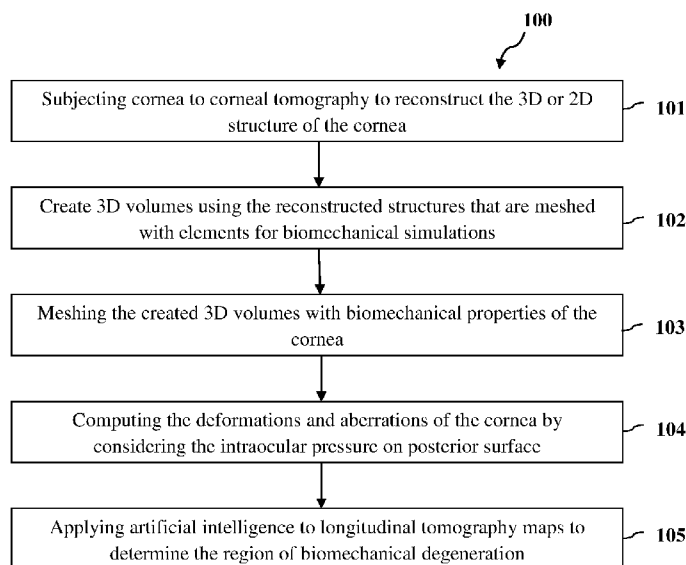 100
Subjecting cornea to corneal tomography to reconstruct the 3D or 2D
structure of the cornea
101
Create 3D volumes using the reconstructed structures that are meshed
with elements for biomechanical simulations
102
Meshing the created 3D volumes with biomechanical properties of the
cornea
103
Computing the deformations and aberrations of the cornea by
considering the intraocular pressure on posterior surface
104
Applying artificial intelligence to longitudinal tomography maps to
determine the region of biomechanical degeneration
105